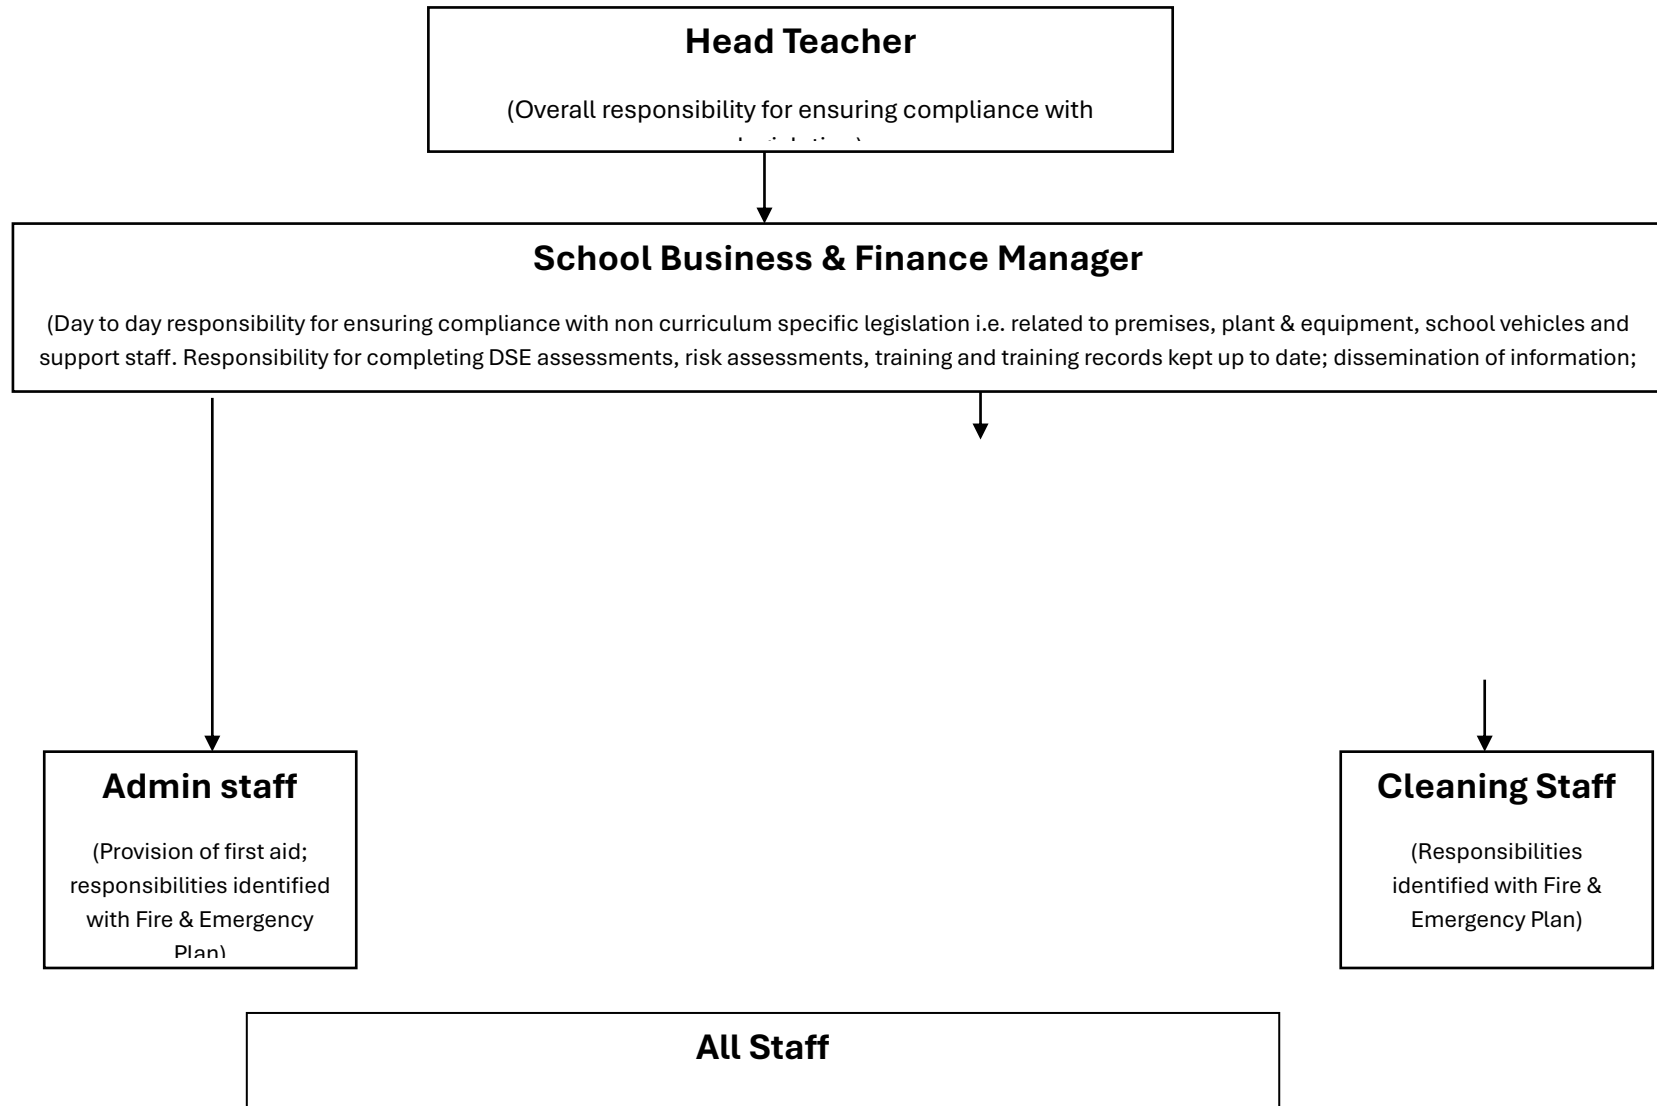 Head Teacher
(Overall responsibility for ensuring compliance with
School Business & Finance Manager
(Day to day responsibility for ensuring compliance with non curriculum specific legislation i.e. related to premises, plant & equipment, school vehicles and
support staff. Responsibility for completing DSE assessments, risk assessments, training and training records kept up to date; dissemination of information;
Admin staff
(Provision of first aid;
responsibilities identified
with Fire & Emergency
Plan)
Cleaning Staff
(Responsibilities
identified with Fire &
Emergency Plan)
All Staff